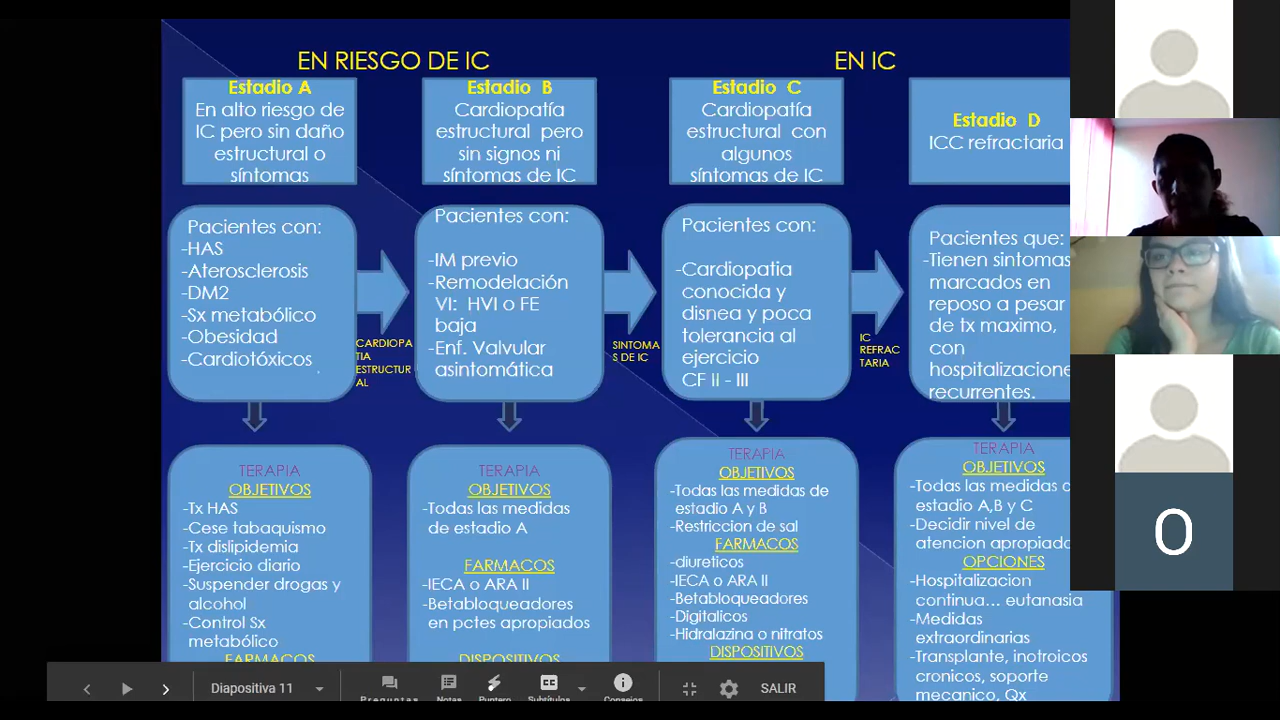 EN RIESGO DE IC
EN IC
Estadio A
En alto riesgo de
IC pero sin daño
estructural o
síntomas
Estadio B
Cardiopatía
estructural pero
sin signos ni
síntomas de IC
Estadio C
Cardiopatía
estructural con
algunos
síntomas de IC
Estadio D
ICC refractaria
Pacientes con:
-HAS
-Aterosclerosis
-DM2
-Sx metabólico
-Obesidad
-Cardiotóxicos
CARDIOPA
TIA
ESTRUCTUR
AL
Pacientes con:
-IM previo
-Remodelación
VI: HVI o FE
baja
-Enf. Valvular
asintomática
SINTOMA
S DE IC
Pacientes con:
-Cardiopatia
conocida y
disnea y poca
tolerancia al
ejercicio
CF II - III
IC
REFRAC
TARIA
Pacientes que:
-Tienen sintomas
marcados en
reposo a pesar
de tx maximo,
con
hospitalizacione
recurrentes.
TERAPIA
OBJETIVOS
-Tx HAS
-Cese tabaquismo
-Tx dislipidemia
-Ejercicio diario
-Suspender drogas y
alcohol
-Control Sx
metabólico
FARMACOS
TERAPIA
OBJETIVOS
-Todas las medidas
de estadio A
FARMACOS
-IECA o ARA II
-Betabloqueadores
en pctes apropiados
DISPOSITIVOS
TERAPIA
OBJETIVOS
-Todas las medidas de
estadio A y B
-Restriccion de sal
FARMACOS
-diureticos
-IECA o ARA II
-Betabloqueadores
-Digitalicos
-Hidralazina o nitratos
DISPOSITIVOS
TERAPIA
OBJETIVOS
-Todas las medidas
estadio A,B y C
-Decidir nivel de
atencion apropiad
OPCIONES
-Hospitalizacion
continua… eutanasia
-Medidas
extraordinarias
-Transplante, inotroicos
cronicos, soporte
mecanico, Qx
O
Diapositiva 11
Preguntas
Notas
Puntero
Subtítulos
Consejos
SALIR